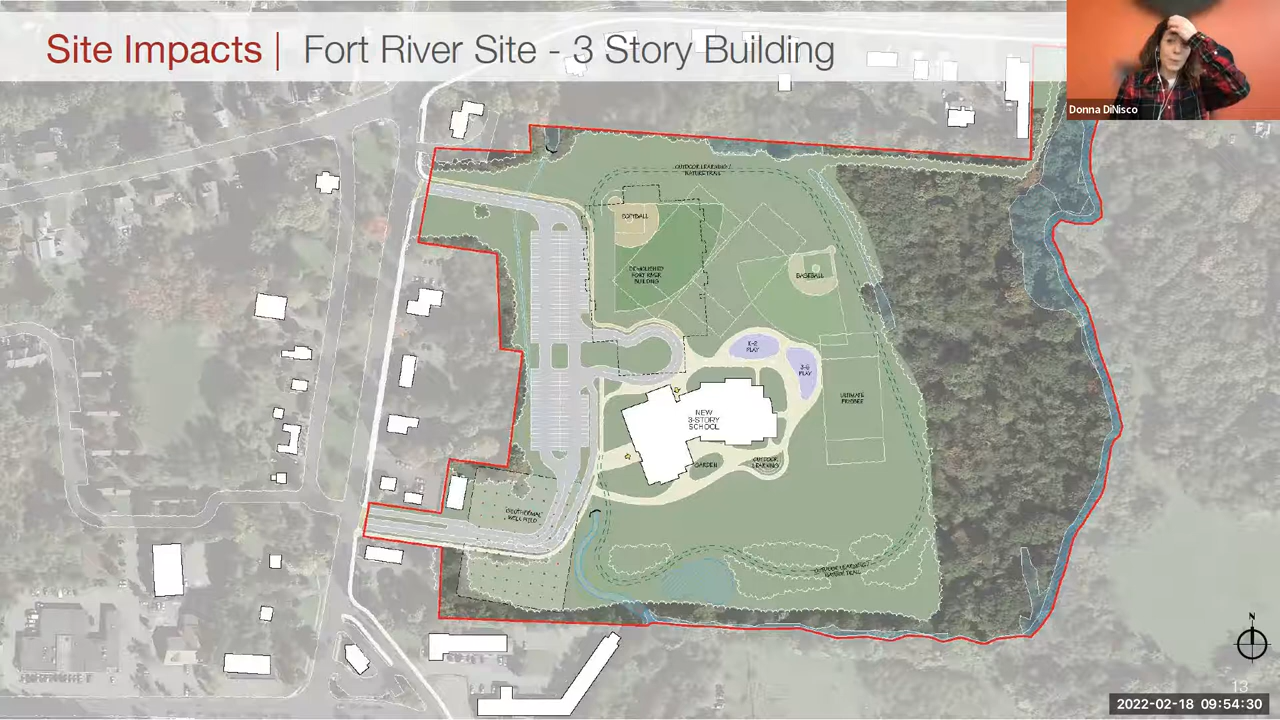 Site Impacts | Fort River Site - 3 Story Building
Donna DiNisco
OUTDOOR LEARNING /
NATURE TRAIL
SOFTBALL
DEMOLISHED
FORT RIVER
BUILDING
BASEBALL
K-2
PLAY
3-5
PLAY
ULTIMATE
FRISBEE
NEW
3-STORY
SCHOOL
GARDEN
OUTDOOR
LEARNING
GEOTHERMAL
WELL FIELD
OUTDOOR LEARNING /
NATURE TRAIL
N
13
2022-02-18 09:54:30